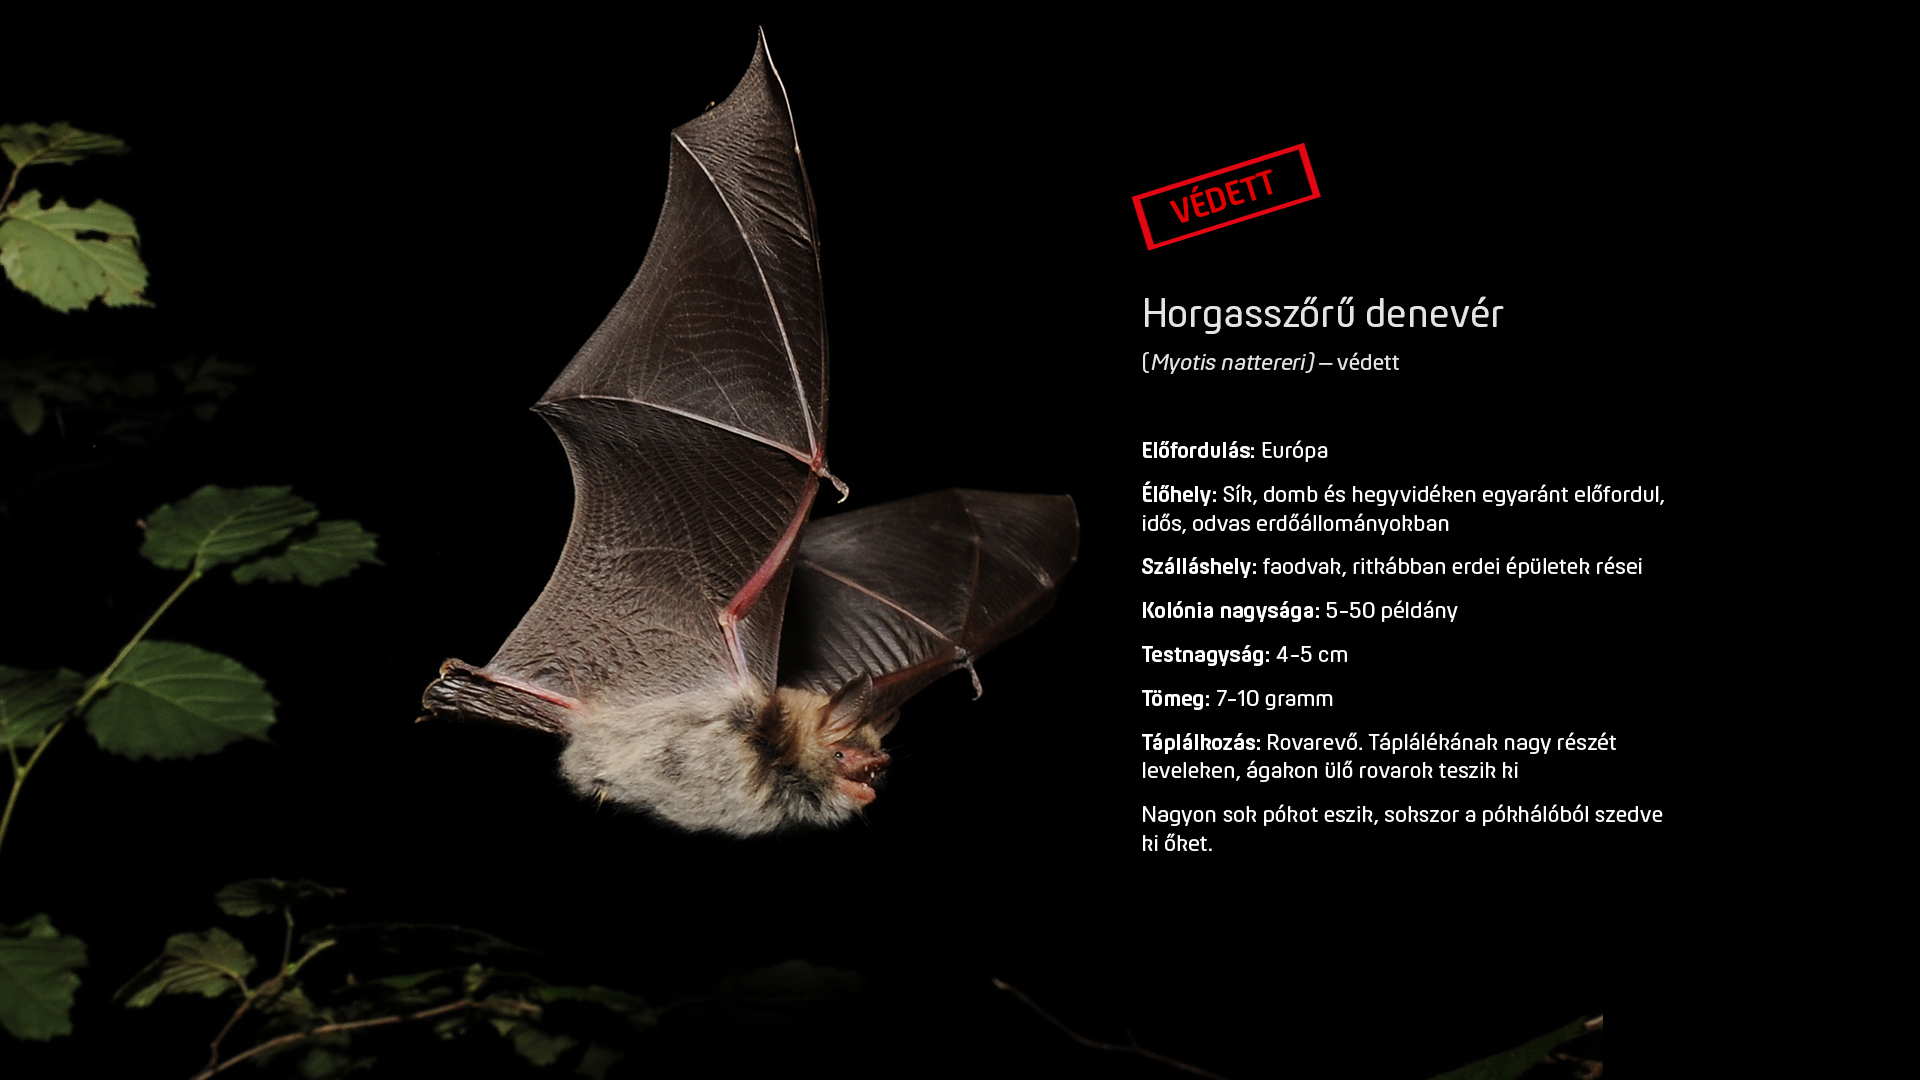 VÉDETT
Horgasszőrű denevér
(Myotis nattereri) – védett
Előfordulás: Európa
Élőhely: Sík, domb és hegyvidéken egyaránt előfordul,
idős, odvas erdőállományokban
Szálláshely: faodvak, ritkábban erdei épületek rései
Kolónia nagysága: 5-50 példány
Testnagyság: 4-5 cm
Tömeg: 7-10 gramm
Táplálkozás: Rovarevő. Táplálékának nagy részét
leveleken, ágakon ülő rovarok teszik ki
Nagyon sok pókot eszik, sokszor a pókhálóból szedve
ki őket.